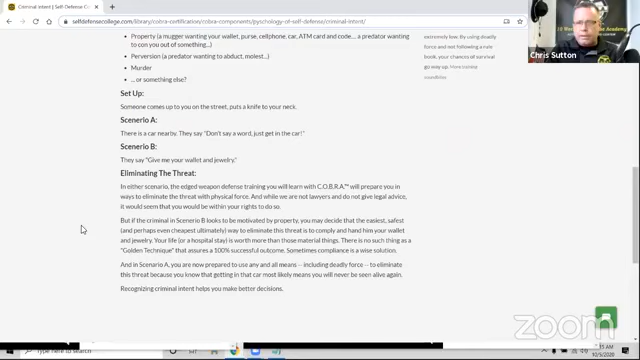 Criminal Intent | Self-Defense C
selfdefensecollege.com/library/cobra-certification/cobra-components/pyschology-of-self-defense/criminal-intent/
Property (a mugger wanting your wallet, purse, cellphone, car, ATM card and code... a predator wanting
to con you out of something...)
Perversion (a predator wanting to abduct, molest...)
Murder
... or something else?
Set Up:
Someone comes up to you on the street, puts a knife to your neck.
Scenario A:
There is a car nearby. They say "Don't say a word, just get in the car!"
Scenario B:
They say "Give me your wallet and jewelry."
Eliminating The Threat:
In either scenario, the edged weapon defense training you will learn with C.O.B.R.A.™ will prepare you in
ways to eliminate the threat with physical force. And while we are not lawyers and do not give legal advice,
it would seem that you would be within your rights to do so.
But if the criminal in Scenerio B looks to be motivated by property, you may decide that the easiest, safest
(and perhaps even cheapest ultimately) way to eliminate this threat is to comply and hand him your wallet
and jewelry. Your life (or a hospital stay) is worth more than those material things. There is no such thing as a
"Golden Technique" that assures a 100% successful outcome. Sometimes compliance is a wise solution.
And in Scenario A, you are now prepared to use any and all means -- including deadly force -- to eliminate
this threat because you know that getting in that car most likely means you will never be seen alive again.
Recognizing criminal intent helps you make better decisions.
extremely low. By using deadly
force and not following a rape
book, your chances of survival
go way up.
Chris Sutton
zoom
Type here to search
10/5/2020